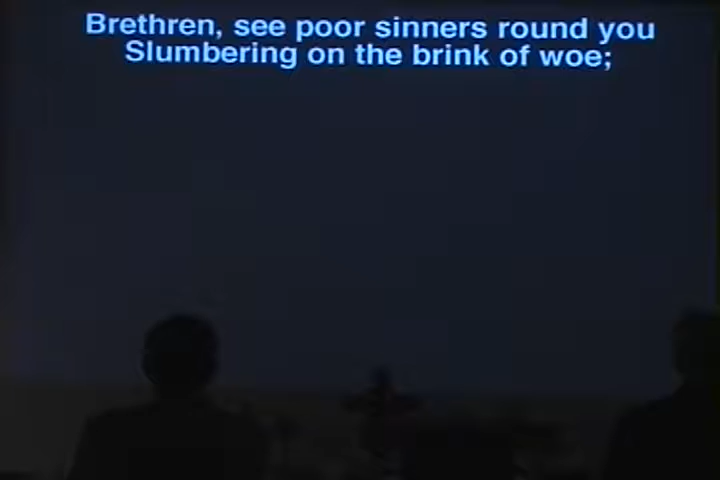 Brethren, see poor sinners round you
Slumbering on the brink of woe;